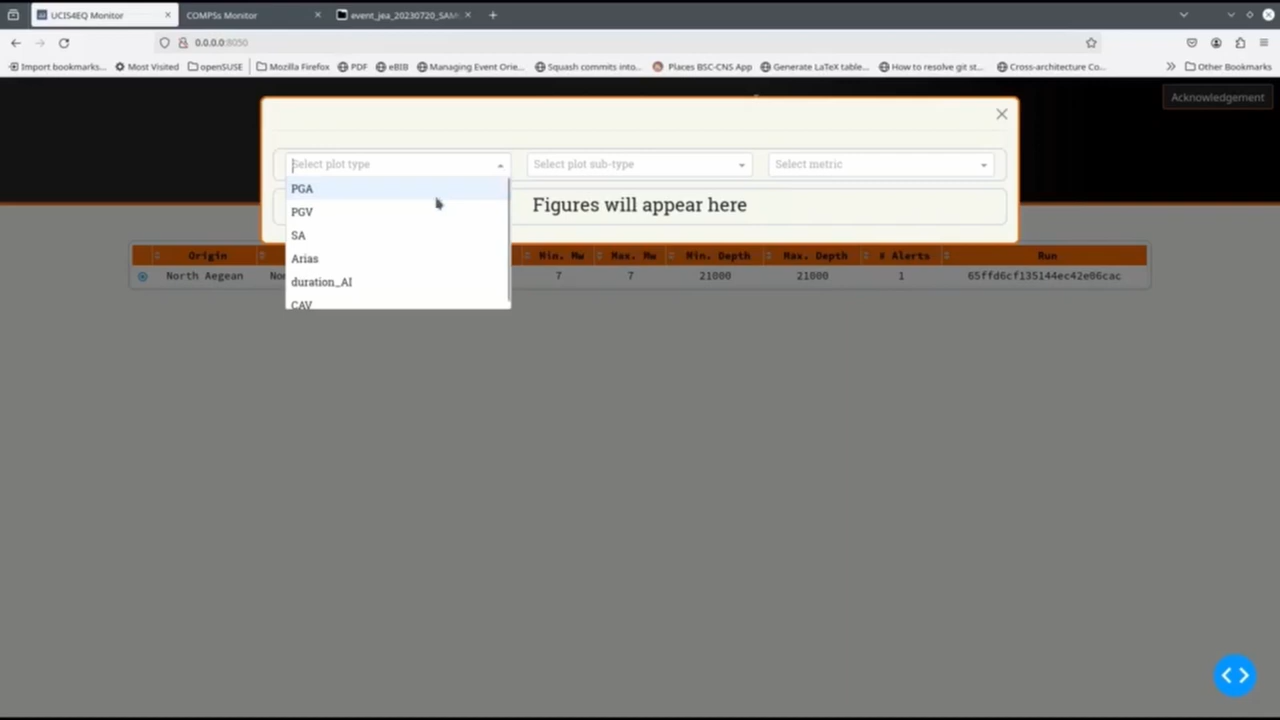 UCIS4EQ Monitor
COMPSs Monitor
event_jea_20230720_SAM
0.0.0.0:8050
Import bookmarks...
Most Visited
openSUSE
Mozilla Firefox
PDF
eBIB
Managing Event Orie...
Squash commits into...
Places BSC-CNS App
Generate LaTeX table...
How to resolve git st...
Cross-architecture Co...
Other Bookmarks
Acknowledgement
Select plot type
Select plot sub-type
Select metric
PGA
PGV
SA
Arias
duration_AI
CAV
Figures will appear here
Origin Min. Mw Max. Mw Min. Depth Max. Depth # Alerts Run
North Aegean No 7 7 21000 21000 1 65ffd6cf135144ec42e06cac